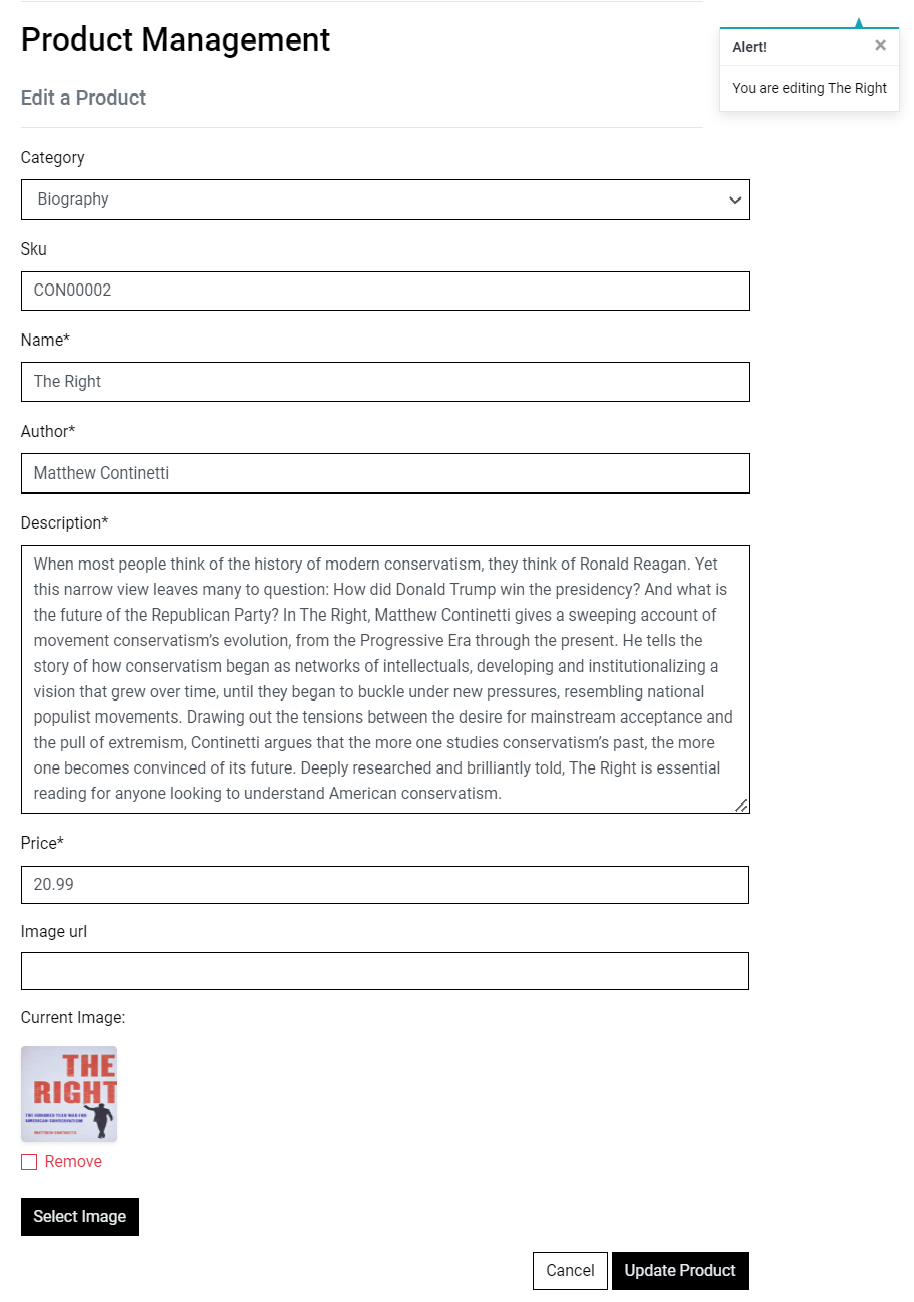 Product Management
Alert!
×
You are editing The Right
Edit a Product
Category
Biography
Sku
CON00002
Name*
The Right
Author*
Matthew Continetti
Description*
When most people think of the history of modern conservatism, they think of Ronald Reagan. Yet
this narrow view leaves many to question: How did Donald Trump win the presidency? And what is
the future of the Republican Party? In The Right, Matthew Continetti gives a sweeping account of
movement conservatism’s evolution, from the Progressive Era through the present. He tells the
story of how conservatism began as networks of intellectuals, developing and institutionalizing a
vision that grew over time, until they began to buckle under new pressures, resembling national
populist movements. Drawing out the tensions between the desire for mainstream acceptance and
the pull of extremism, Continetti argues that the more one studies conservatism’s past, the more
one becomes convinced of its future. Deeply researched and brilliantly told, The Right is essential
reading for anyone looking to understand American conservatism.
Price*
20.99
Image url
Current Image:
THE
RIGHT
THE HUNDRED YEAR WAR FOR
AMERICAN CONSERVATISM
MATTHEW CONTINETTI
Remove
Select Image
Cancel
Update Product